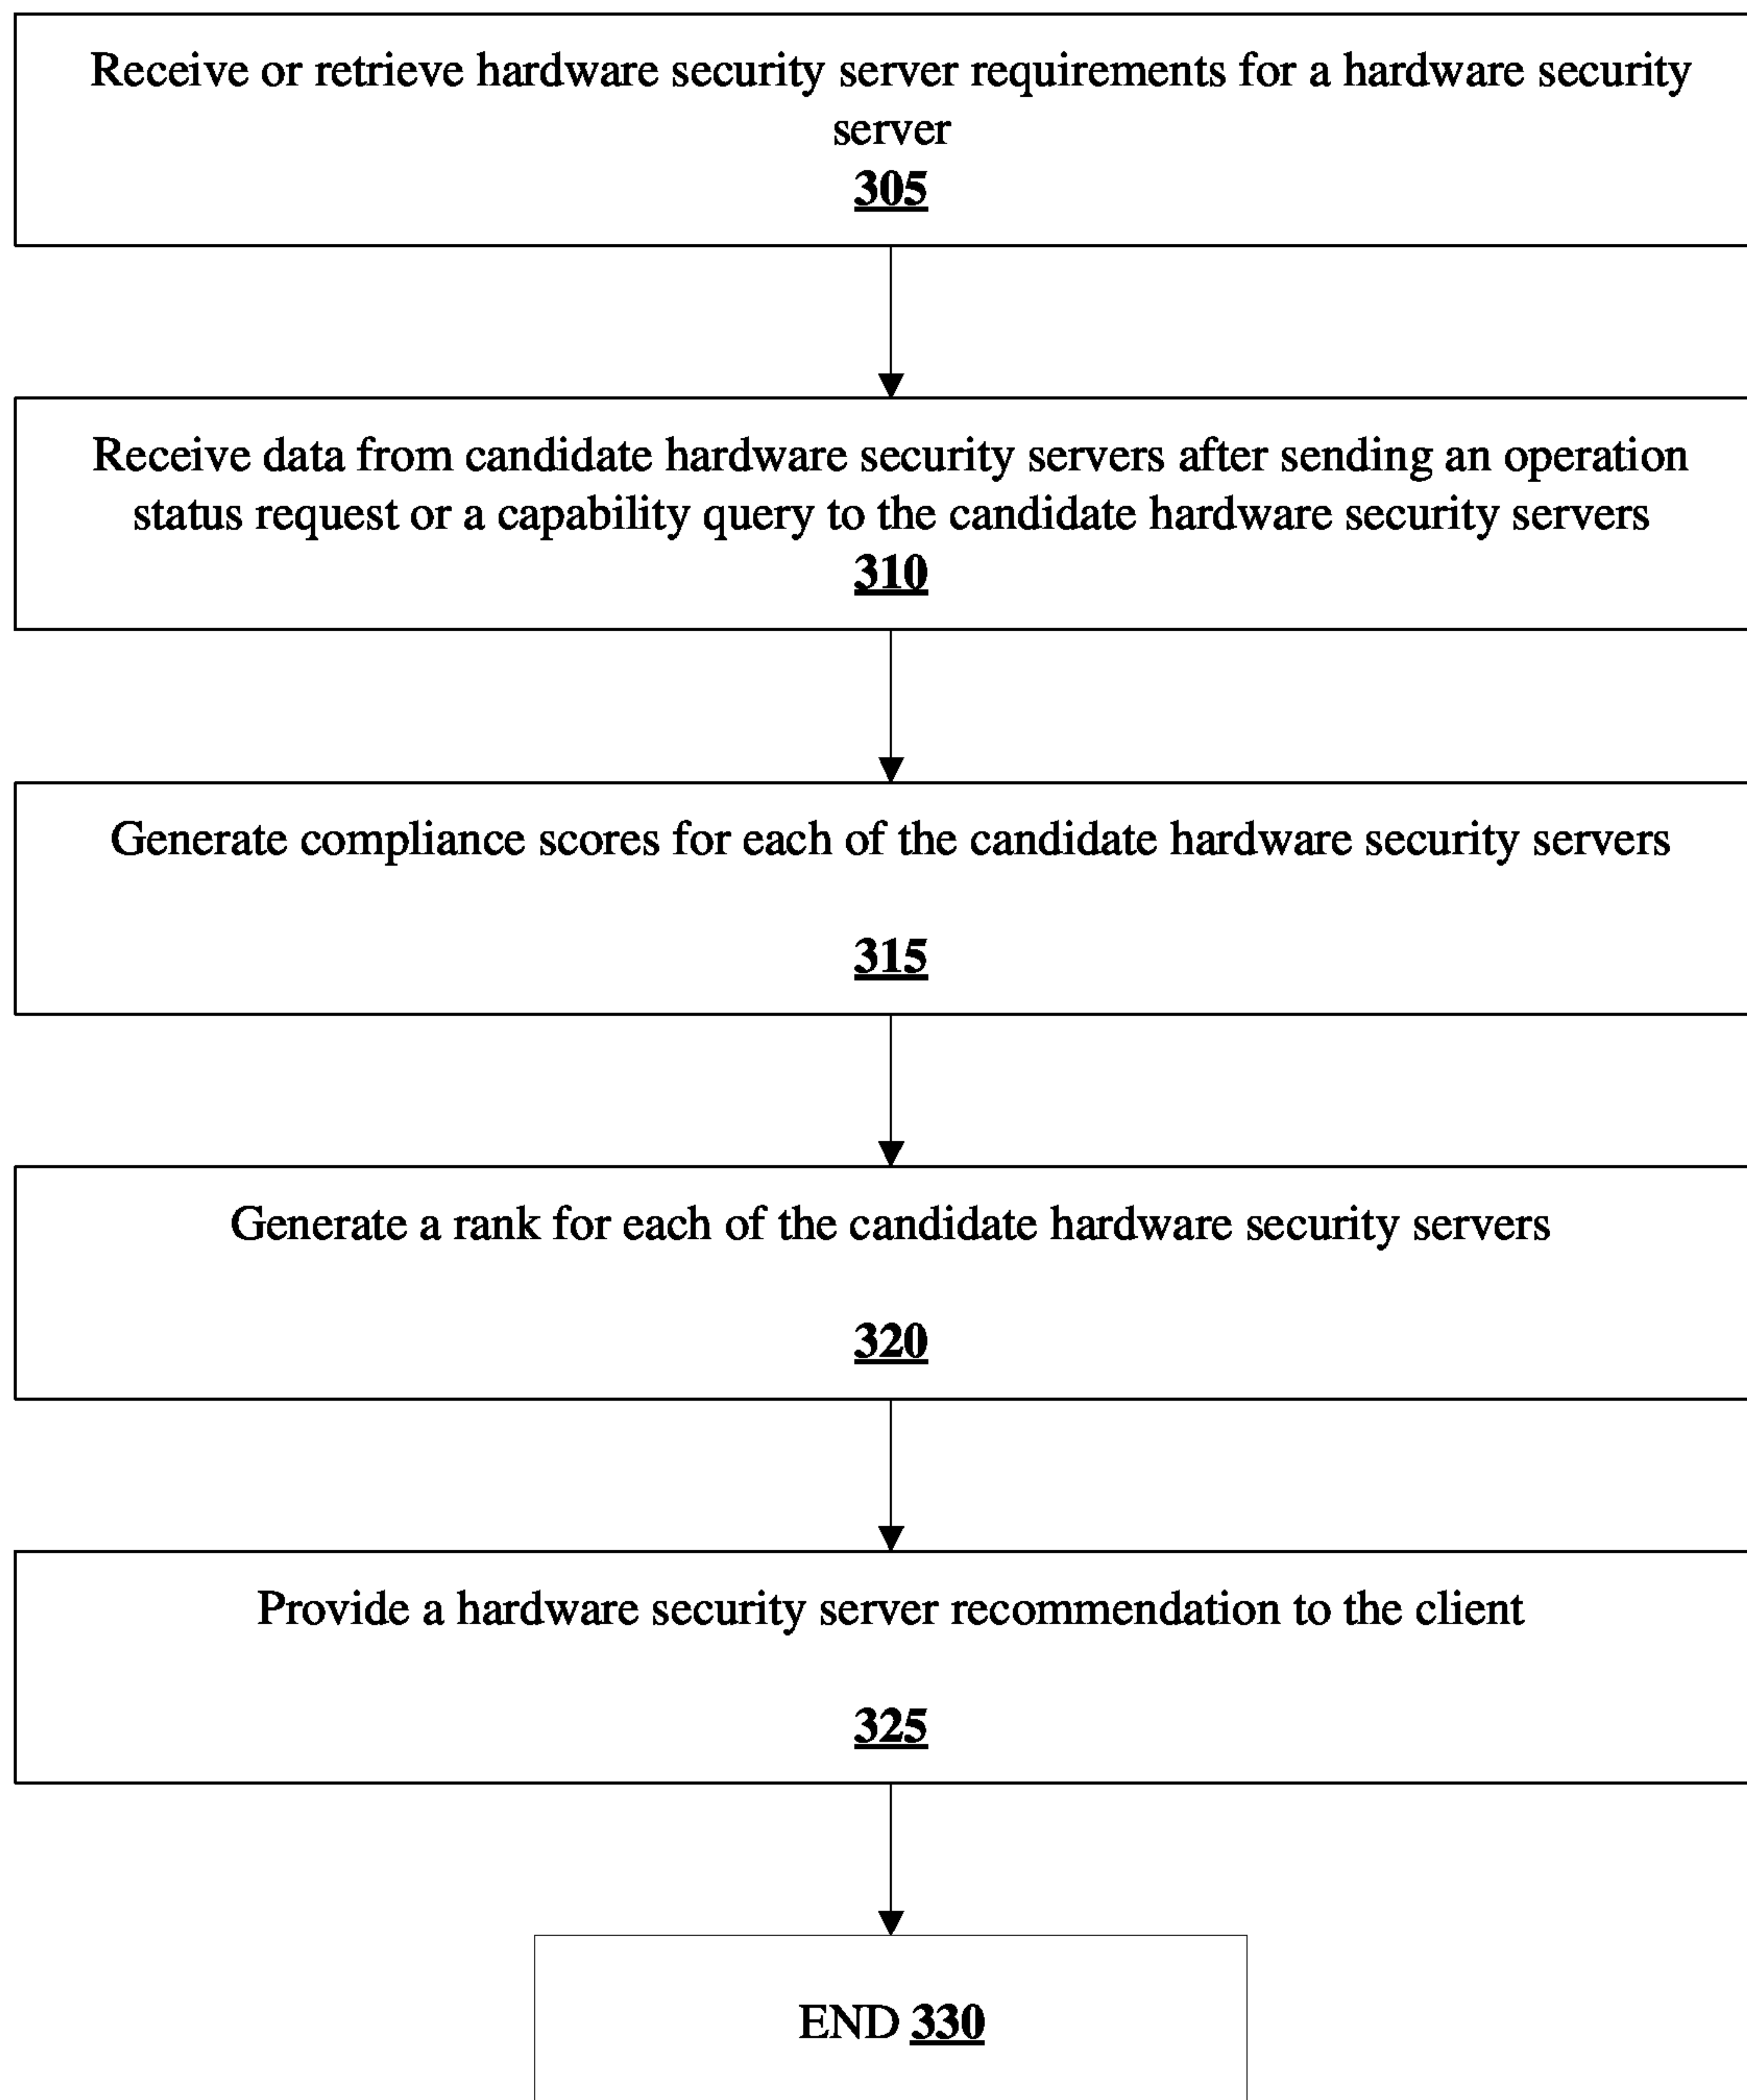 Receive or retrieve hardware security server requirements for a hardware security
server
305
Receive data from candidate hardware security servers after sending an operation
status request or a capability query to the candidate hardware security servers
310
Generate compliance scores for each of the candidate hardware security servers
315
Generate a rank for each of the candidate hardware security servers
320
Provide a hardware security server recommendation to the client
325
END 330